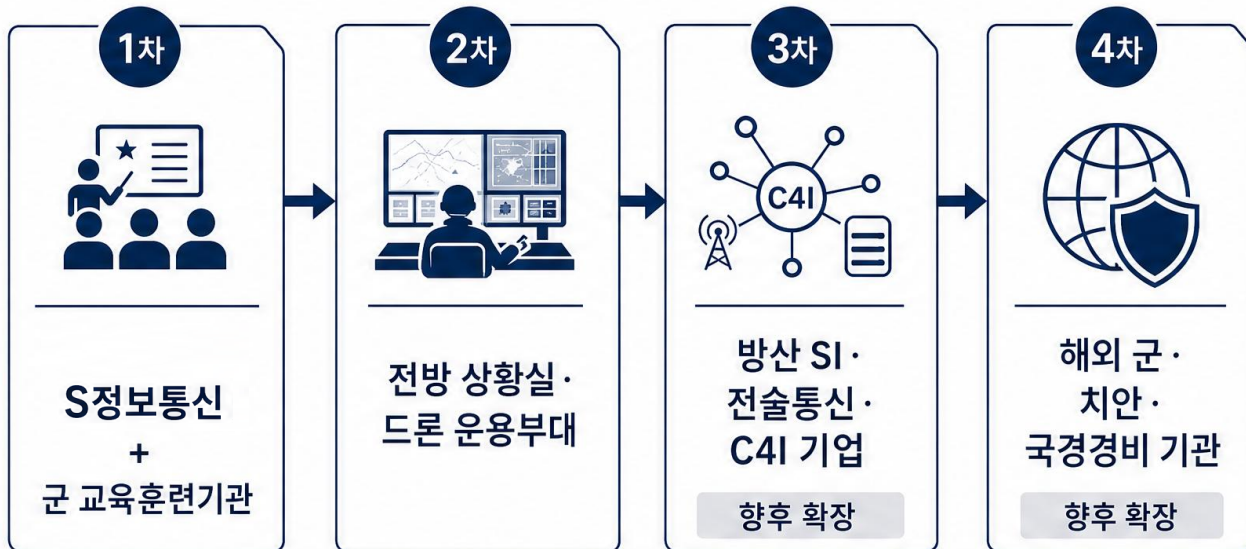 1차
S정보통신
+
군 교육훈련기관
2차
전방 상황실·
드론 운용부대
3차
C4I
방산 SI·
전술통신·
C4I 기업
향후 확장
4차
해외 군·
치안·
국경경비 기관
향후 확장